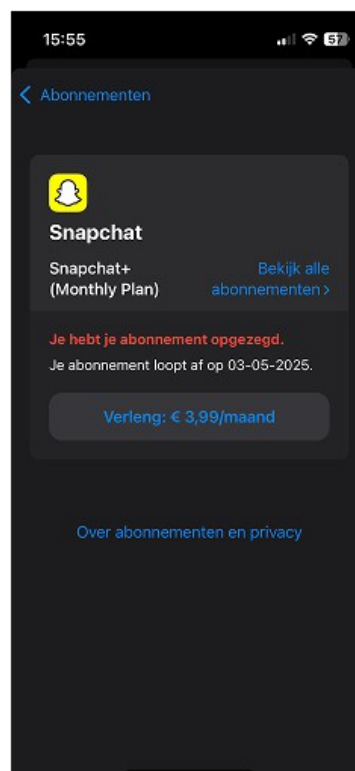 15:55
57
Abonnementen
Snapchat
Snapchat+
(Monthly Plan)
Bekijk alle
abonnementen >
Je hebt je abonnement opgezegd.
Je abonnement loopt af op 03-05-2025.
Verleng: € 3,99/maand
Over abonnementen en privacy